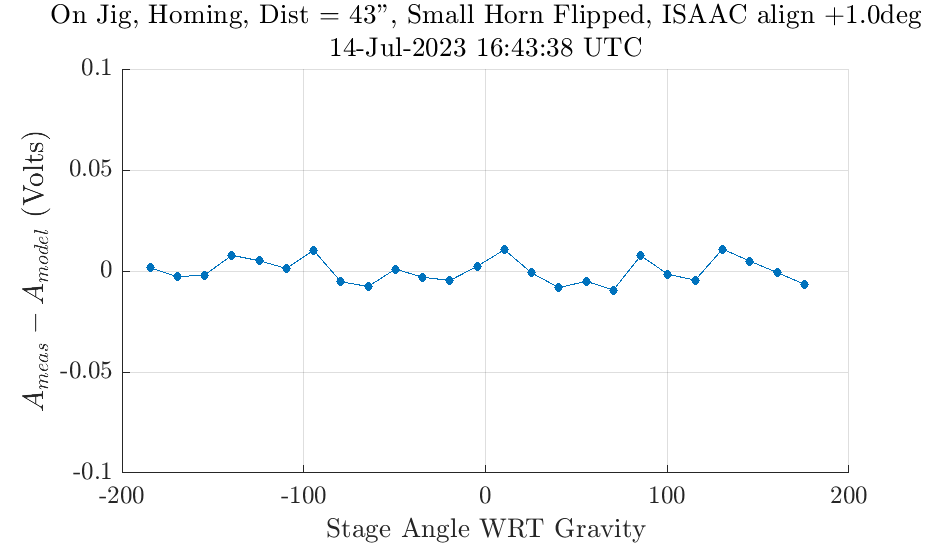 On Jig, Homing, Dist = 43”, Small Horn Flipped, ISAAC align +1.0deg
14-Jul-2023 16:43:38 UTC
0.1
0.05
0
-0.05
-0.1
A_meas − A_model (Volts)
-200
-100
0
100
200
Stage Angle WRT Gravity